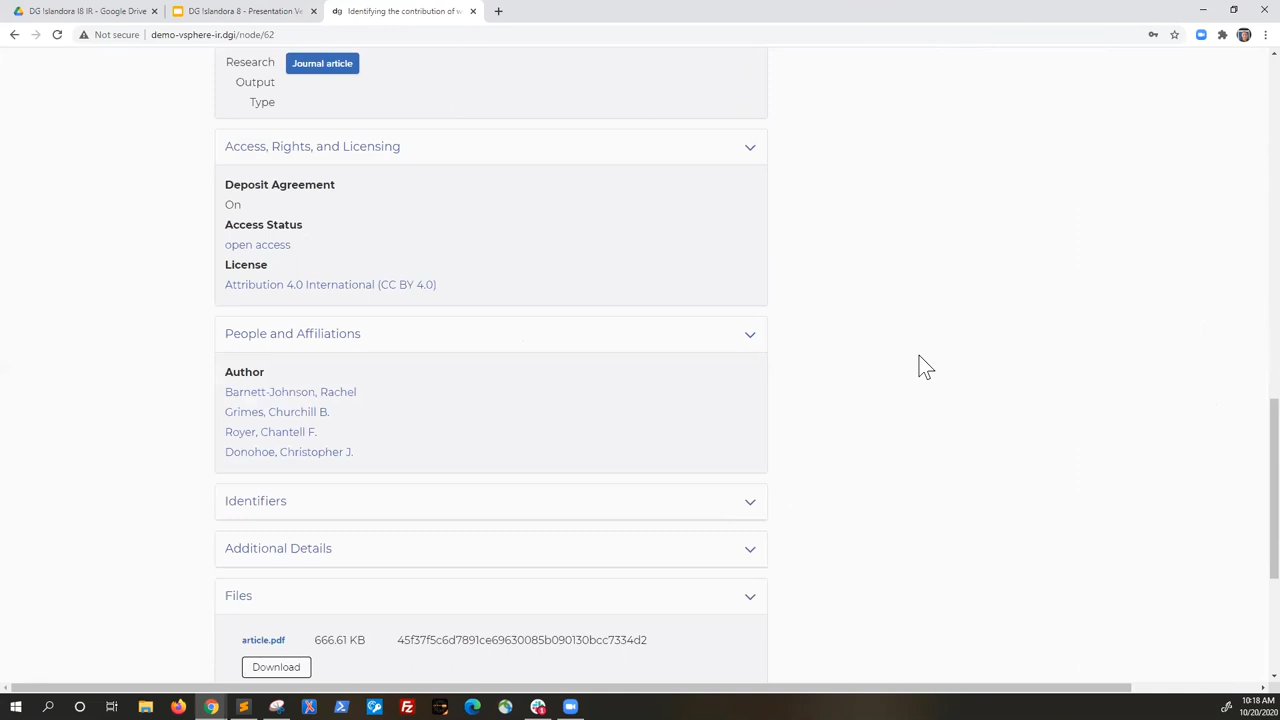 DG !slandora I8 IR - Google Drive
DG !slandora 8 - Presentation Ve
dg Identifying the contribution of w
Not secure demo-vsphere-ir.dgi/node/62
Research
Output
Type
Journal article
Access, Rights, and Licensing
Deposit Agreement
On
Access Status
open access
License
Attribution 4.0 International (CC BY 4.0)
People and Affiliations
Author
Barnett-Johnson, Rachel
Grimes, Churchill B.
Royer, Chantell F.
Donohoe, Christopher J.
Identifiers
Additional Details
Files
article.pdf 666.61 KB 45f37f5c6d7891ce69630085b090130bcc7334d2
Download
10:18 AM
10/20/2020